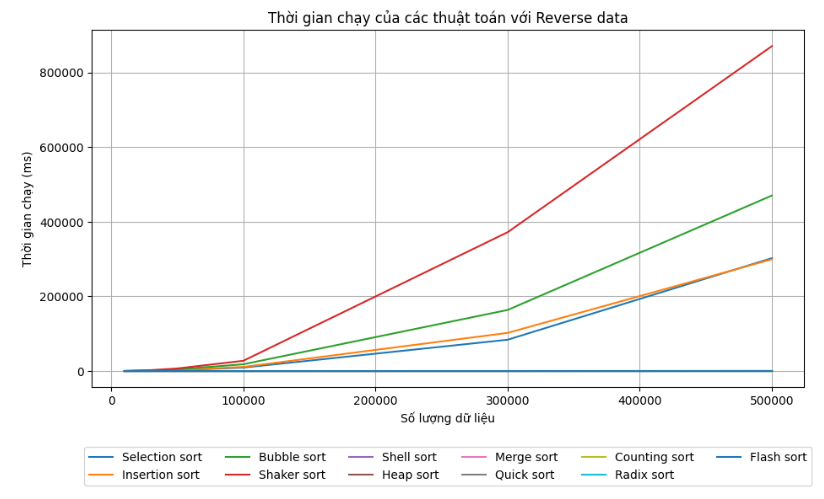 Thời gian chạy của các thuật toán với Reverse data
800000
600000
400000
200000
0
Thời gian chạy (ms)
0
100000
200000
300000
400000
500000
Số lượng dữ liệu
Selection sort
Bubble sort
Shell sort
Merge sort
Counting sort
Flash sort
Insertion sort
Shaker sort
Heap sort
Quick sort
Radix sort